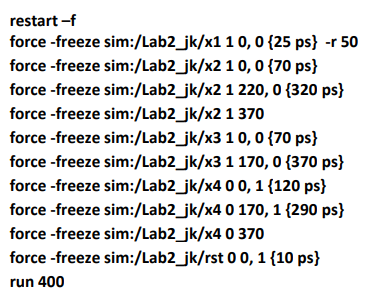 restart –f
force -freeze sim:/Lab2_jk/x1 1 0, 0 {25 ps}  -r 50
force -freeze sim:/Lab2_jk/x2 1 0, 0 {70 ps}
force -freeze sim:/Lab2_jk/x2 1 220, 0 {320 ps}
force -freeze sim:/Lab2_jk/x2 1 370
force -freeze sim:/Lab2_jk/x3 1 0, 0 {70 ps}
force -freeze sim:/Lab2_jk/x3 1 170, 0 {370 ps}
force -freeze sim:/Lab2_jk/x4 0 0, 1 {120 ps}
force -freeze sim:/Lab2_jk/x4 0 170, 1 {290 ps}
force -freeze sim:/Lab2_jk/x4 0 370
force -freeze sim:/Lab2_jk/rst 0 0, 1 {10 ps}
run 400